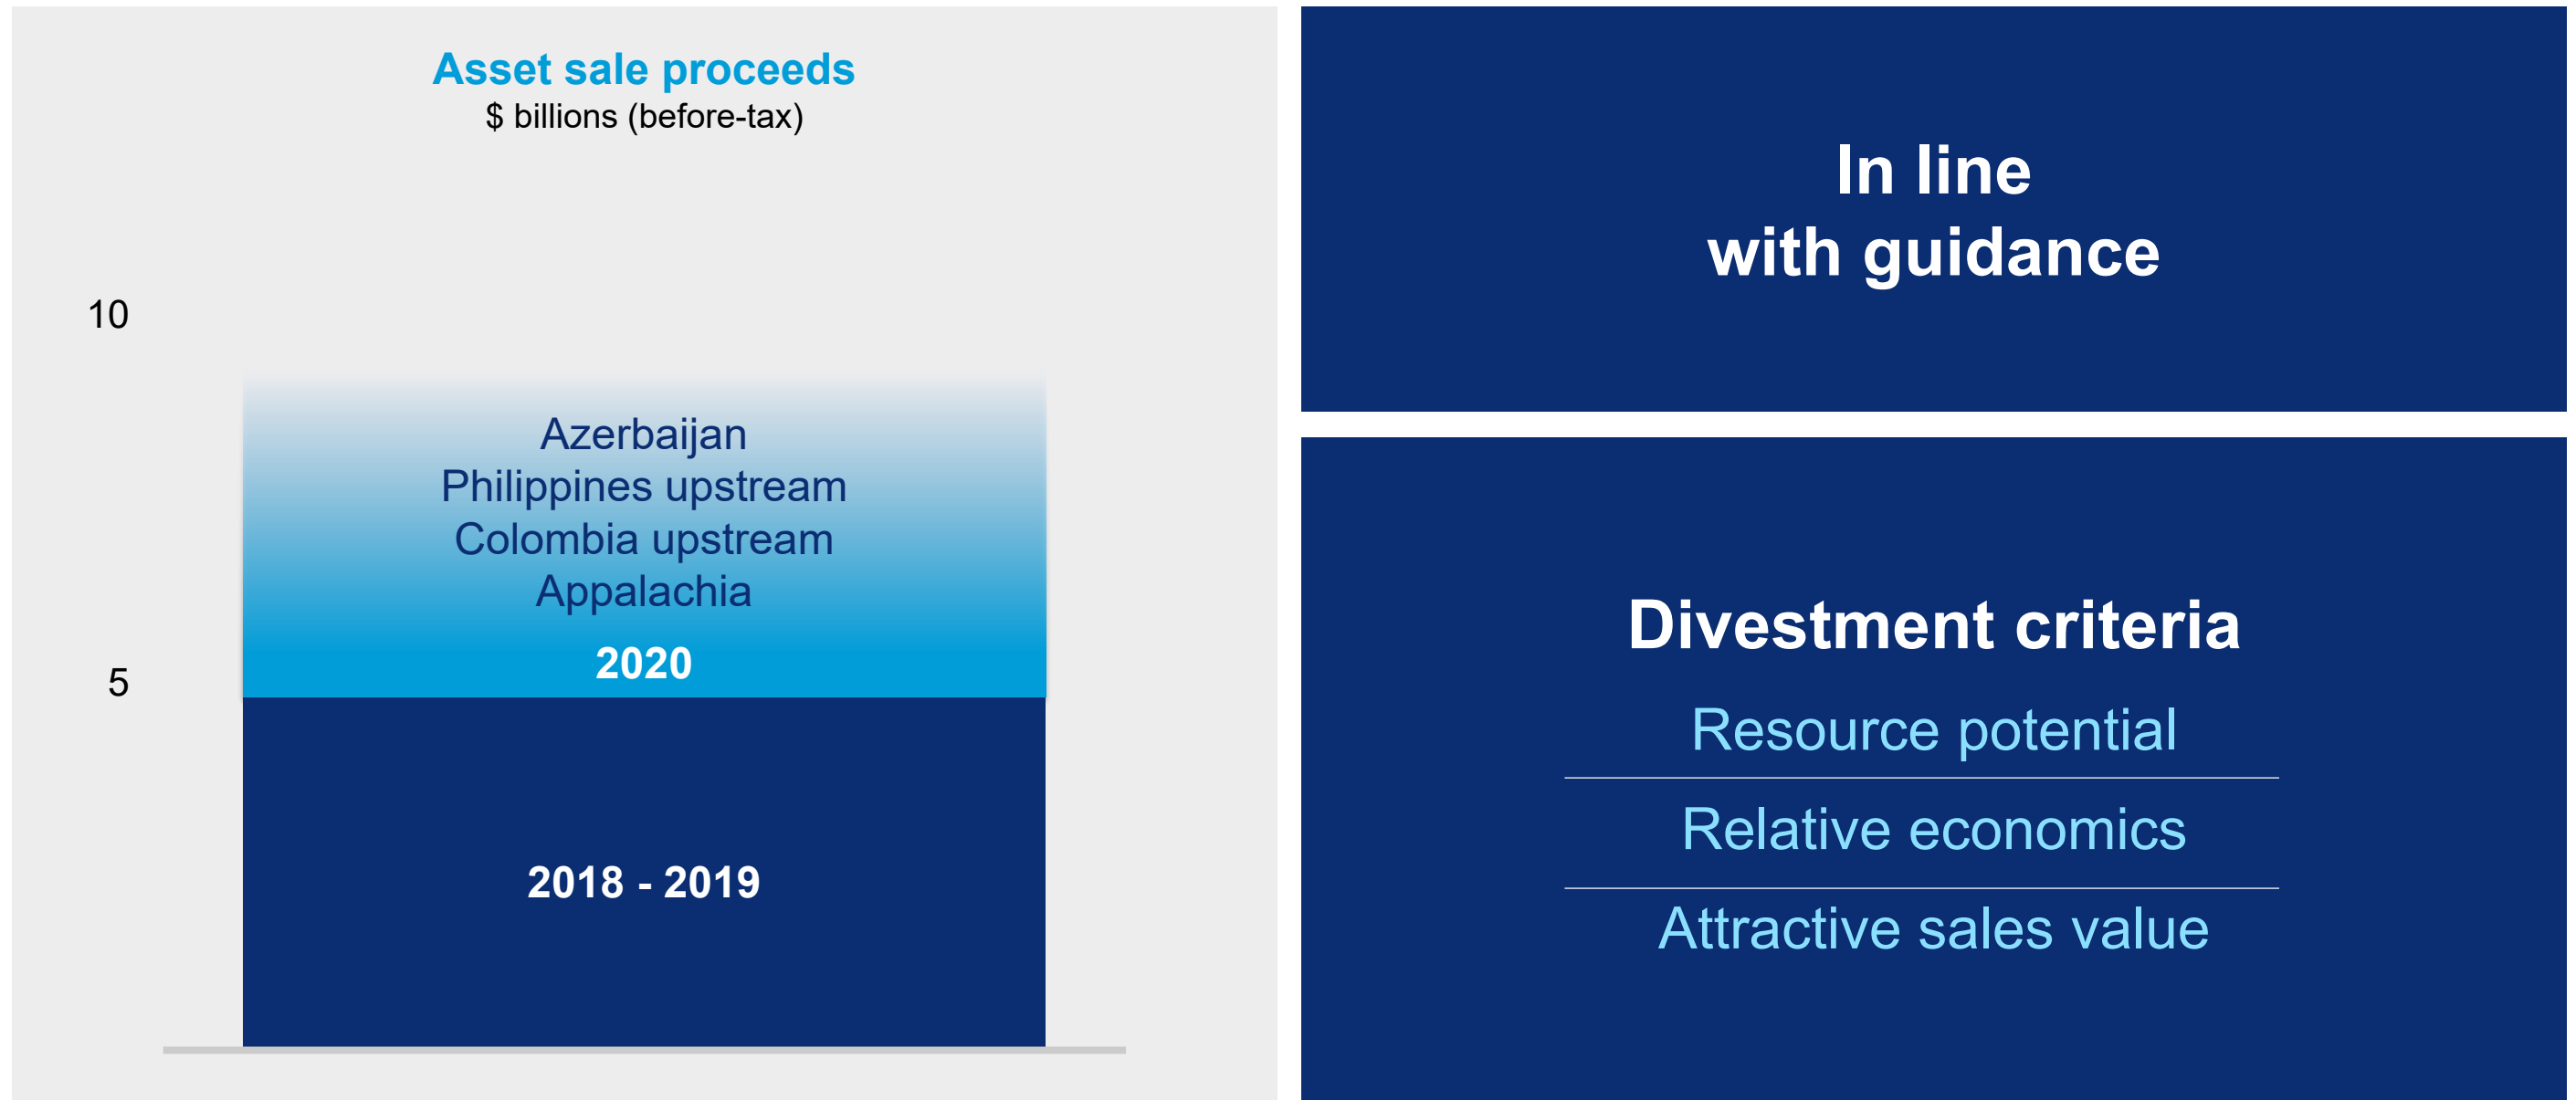 Asset sale proceeds
$ billions (before-tax)
10
Azerbaijan
Philippines upstream
Colombia upstream
Appalachia
2020
5
2018 - 2019
In line
with guidance
Divestment criteria
Resource potential
Relative economics
Attractive sales value